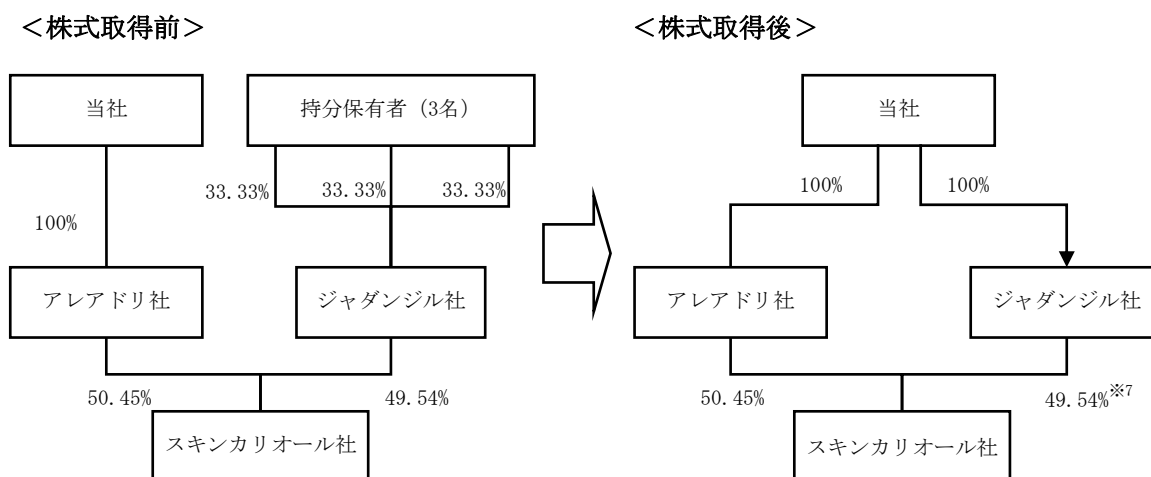 ＜株式取得前＞
当社
持分保有者（3名）
33.33%
33.33%
33.33%
100%
アレアドリ社
ジャダンジル社
50.45%
49.54%
スキンカリオール社
＜株式取得後＞
当社
100%
100%
アレアドリ社
ジャダンジル社
50.45%
49.54%※7
スキンカリオール社